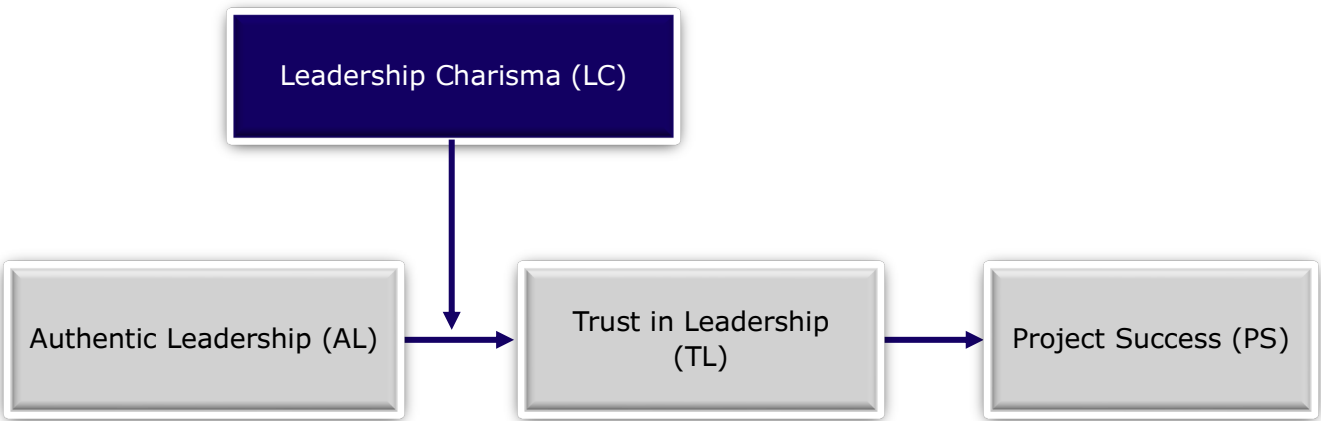 Leadership Charisma (LC)
Authentic Leadership (AL)
Trust in Leadership
(TL)
Project Success (PS)